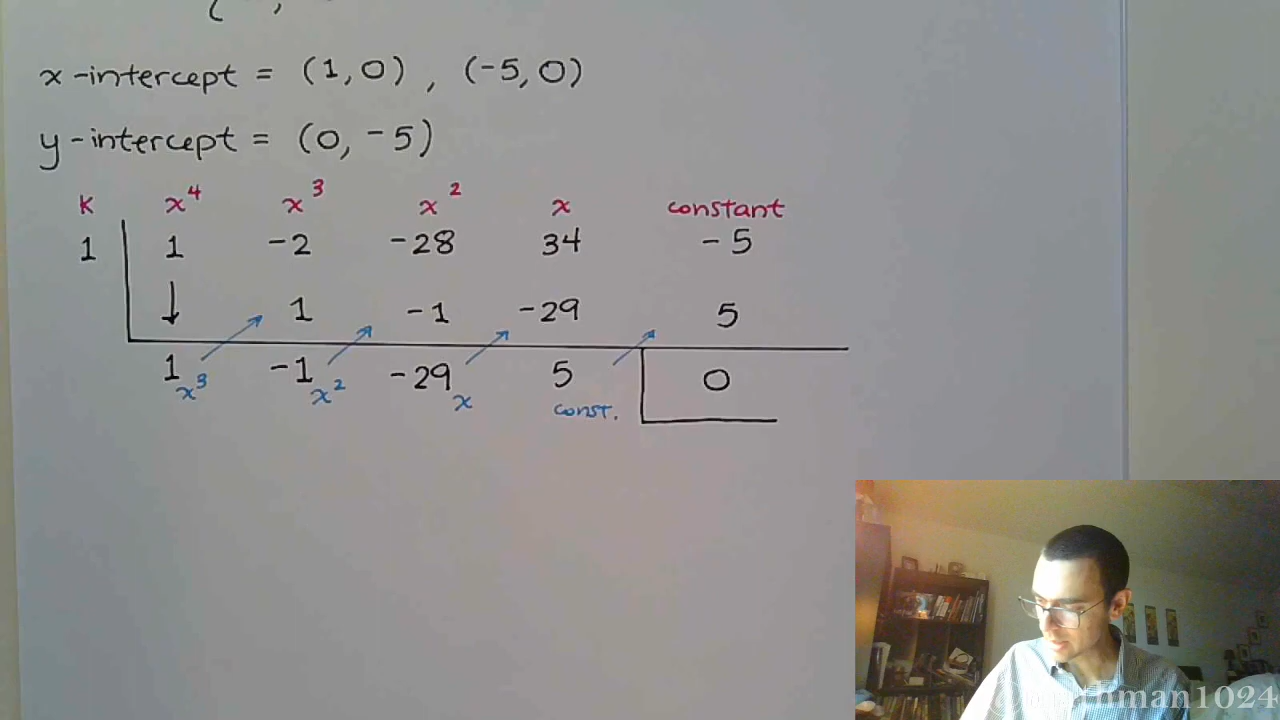 x-intercept = (1,0) , (-5,0)
y-intercept = (0, -5)
K x⁴ x³ x² x constant
1 1 -2 -28 34 -5
↓ 1 -1 -29 5
1 x³ -1 x² -29 x 5 const. 0